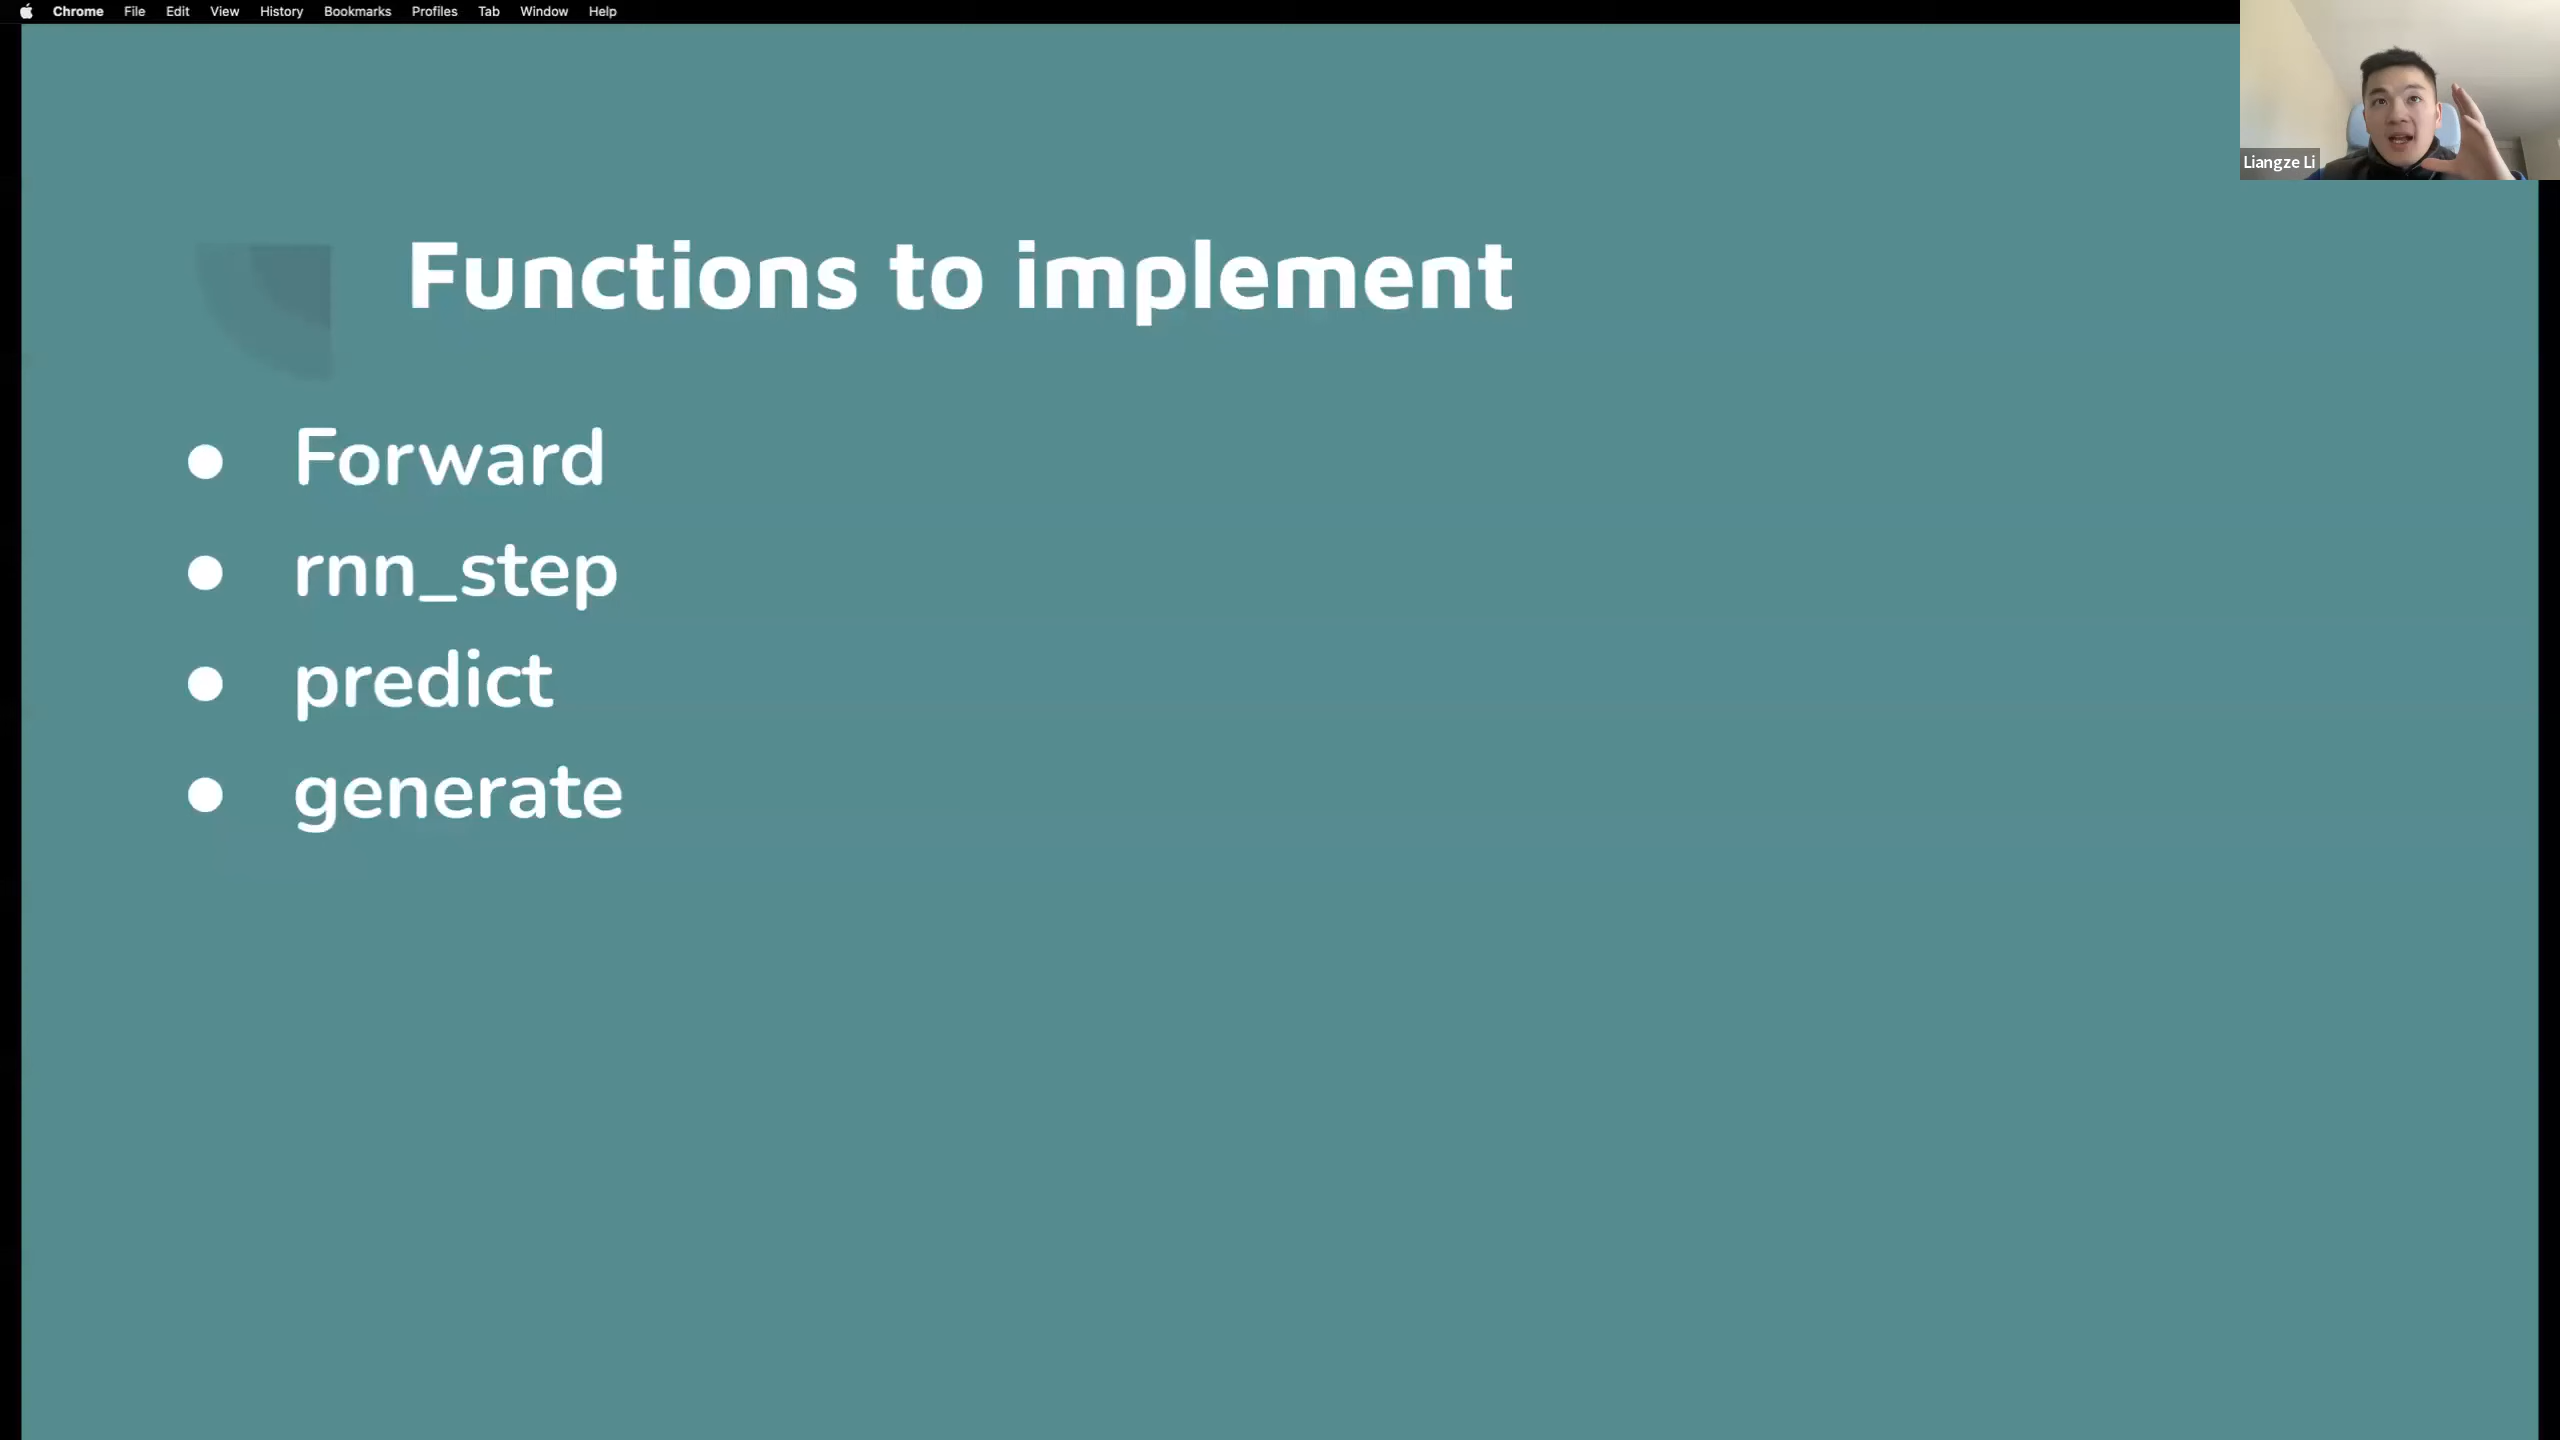 Chrome File Edit View History Bookmarks Profiles Tab Window Help
Liangze Li
Functions to implement
● Forward
● rnn_step
● predict
● generate